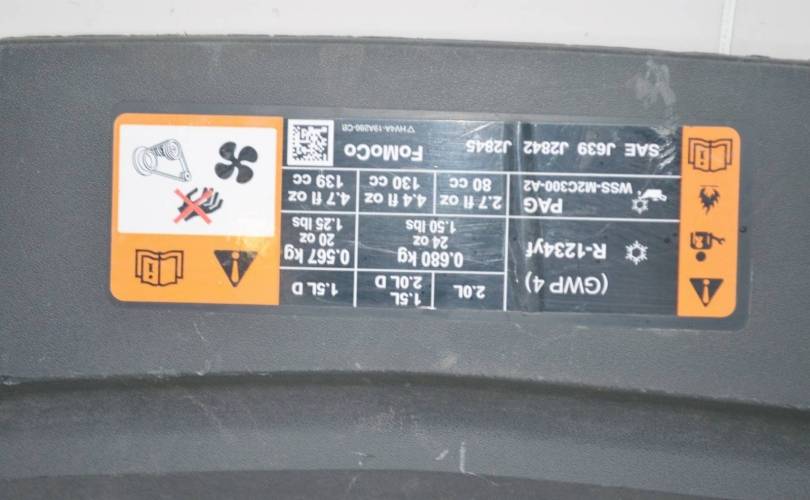 (GWP 4)
2.0L
1.5L
2.0L D
1.5L D
R-1234yf
0.680 kg
24 oz
1.50 lbs
0.567 kg
20 oz
1.25 lbs
PAG
WSS-M2C300-A2
2.7 fl oz
80 cc
4.4 fl oz
130 cc
4.7 fl oz
139 cc
SAE J639 J2842 J2845
FoMoCo